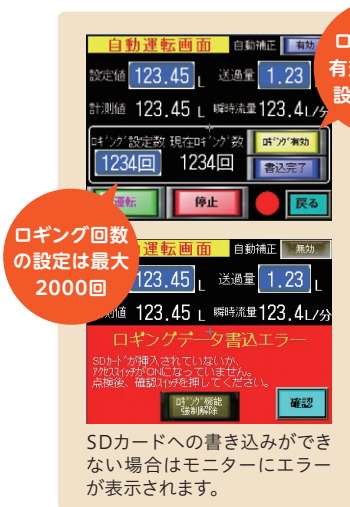 自動運転画面 自動補正 有効
設定値 123.45 L 送過量 1.23 L
計測値 123.45 L 瞬時流量 123.4L/分
ﾛｷﾞﾝｸﾞ設定数 現在ﾛｷﾞﾝｸﾞ数 ﾛｷﾞﾝｸﾞ有効
1234回 1234回 書込完了
運転 停止 戻る
ロギング回数
の設定は最大
2000回
運転画面 自動補正 無効
123.45 L 送過量 1.23 L
測値 123.45 L 瞬時流量 123.4L/分
ロギングデータ書込エラー
SDｶｰﾄﾞが挿入されていないか、
ｱｸｾｽｽｲｯﾁがONになっていません。
点検後、確認ｽｲｯﾁを押してください。
ﾛｷﾞﾝｸﾞ機能
強制解除
確認
SDカードへの書き込みができ
ない場合はモニターにエラー
が表示されます。